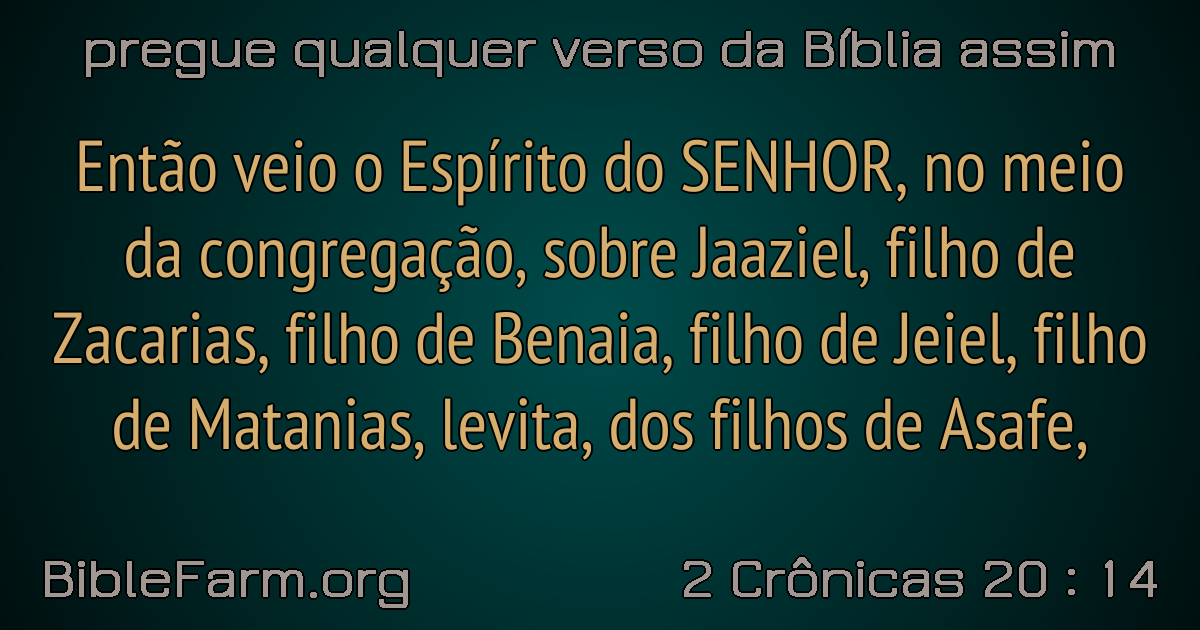 pregue qualquer verso da Bíblia assim
Então veio o Espírito do SENHOR, no meio
da congregação, sobre Jaaziel, filho de
Zacarias, filho de Benaia, filho de Jeiel, filho
de Matanias, levita, dos filhos de Asafe,
BibleFarm.org
2 Crônicas 20 : 14